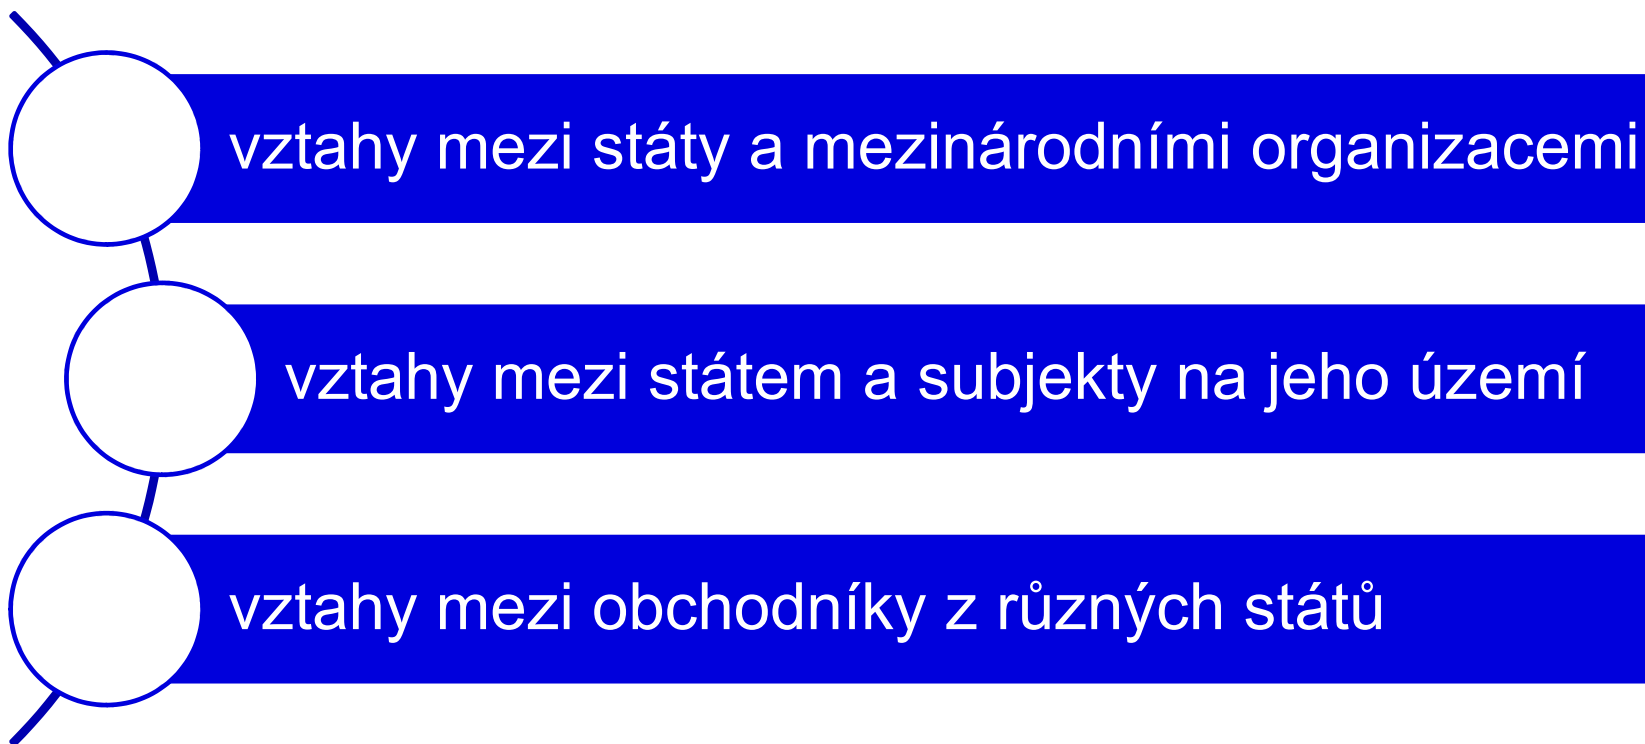 vztahy mezi státy a mezinárodními organizacemi
vztahy mezi státem a subjekty na jeho území
vztahy mezi obchodníky z různých států